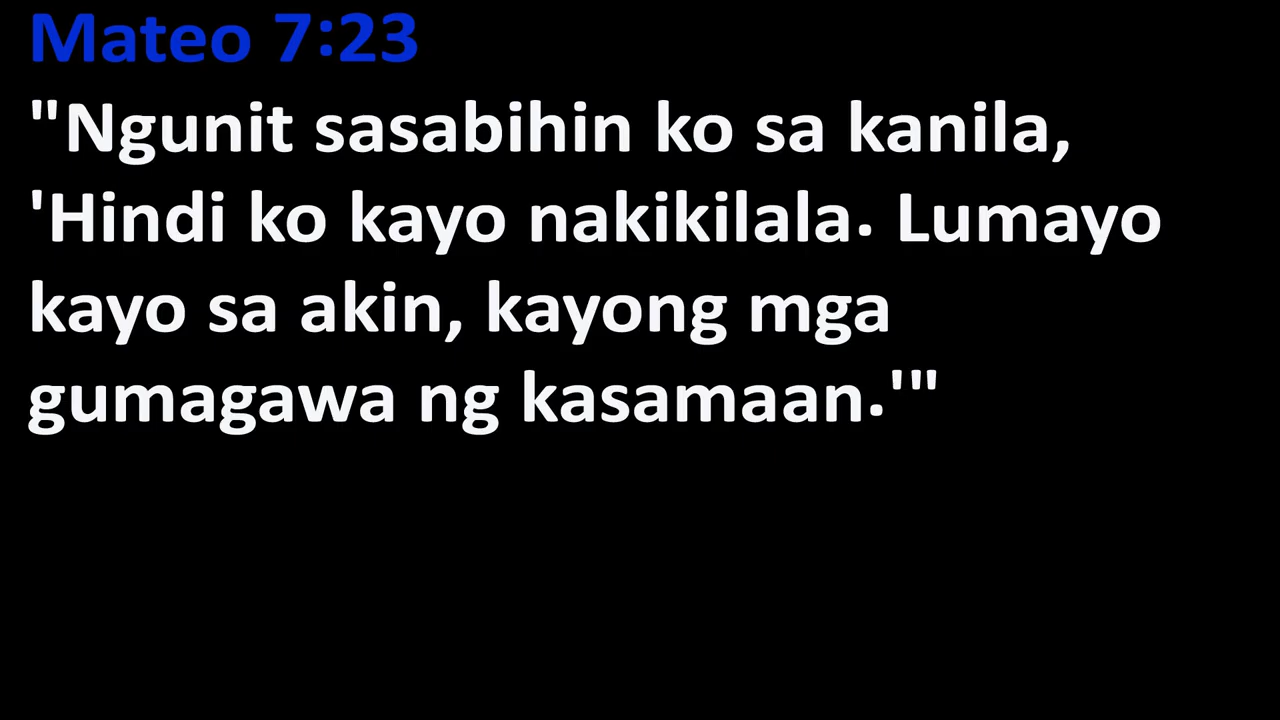 Mateo 7:23
"Ngunit sasabihin ko sa kanila,
'Hindi ko kayo nakikilala. Lumayo
kayo sa akin, kayong mga
gumagawa ng kasamaan.'"